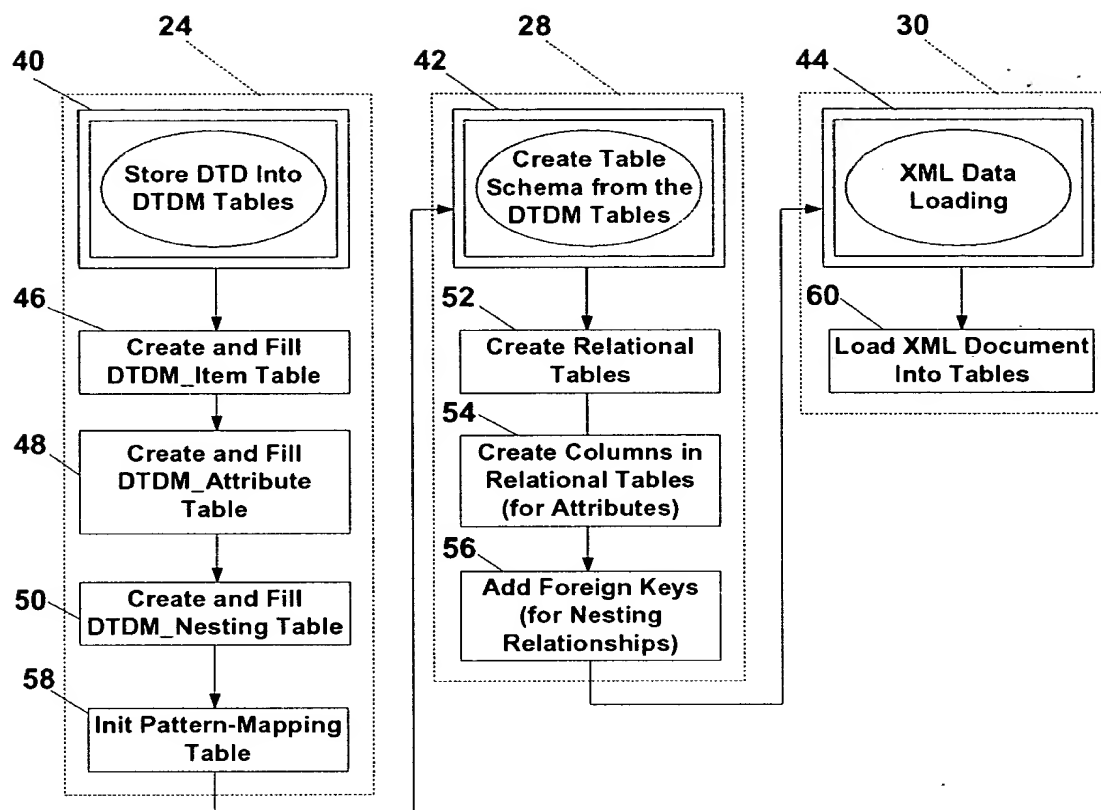 24
40
Store DTD Into
DTDM Tables
46
Create and Fill
DTDM_Item Table
48
Create and Fill
DTDM_Attribute
Table
50
Create and Fill
DTDM_Nesting Table
58
Init Pattern-Mapping
Table
28
42
Create Table
Schema from the
DTDM Tables
52
Create Relational
Tables
54
Create Columns in
Relational Tables
(for Attributes)
56
Add Foreign Keys
(for Nesting
Relationships)
30
44
XML Data
Loading
60
Load XML Document
Into Tables